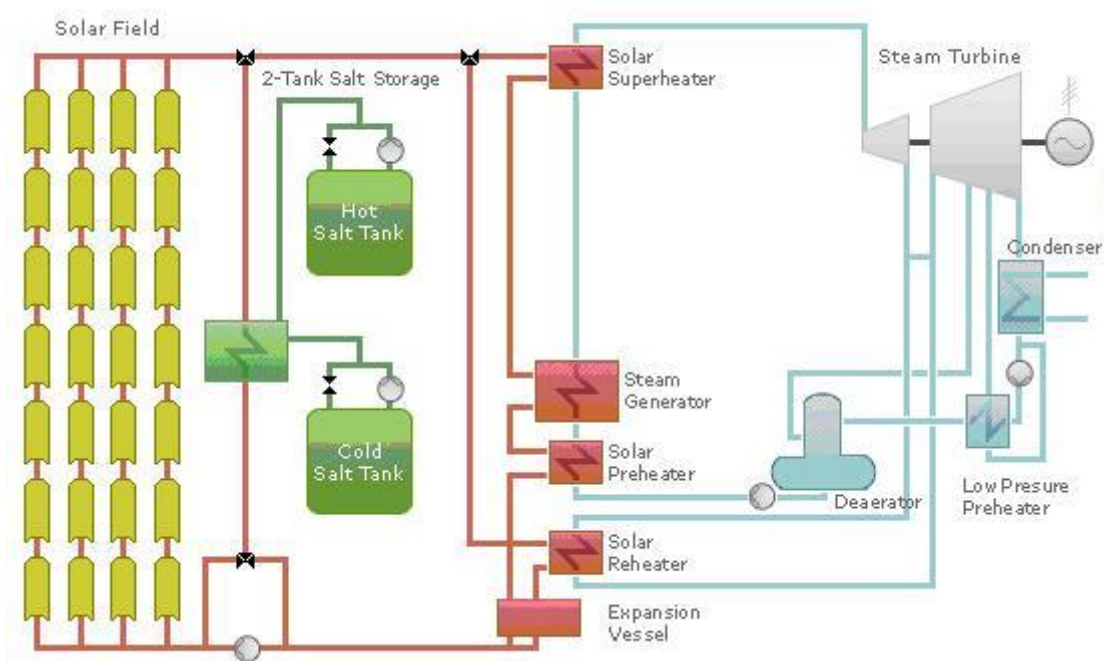 Solar Field
2-Tank Salt Storage
Solar
Superheater
Steam Turbine
Hot
Salt Tank
Condenser
Steam
Generator
Cold
Salt Tank
Solar
Preheater
Deaerator
Low Presure
Preheater
Solar
Reheater
Expansion
Vessel